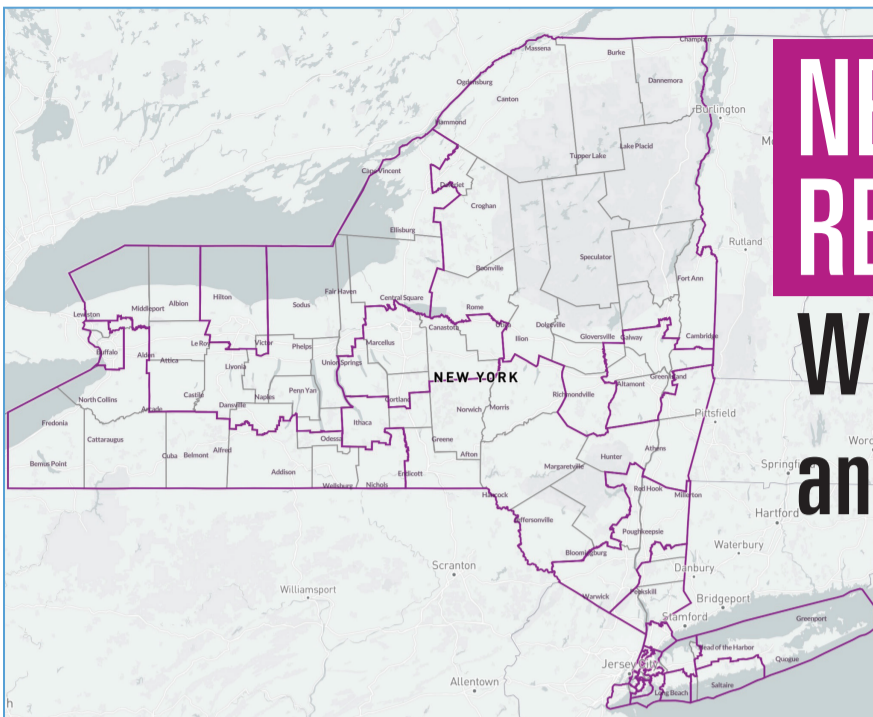 Massena
Burke
Champlain
Dannemora
Ogdensburg
Canton
Burlington
Hammond
Lake Placid
Tupper Lake
Cape Vincent
Croghan
Ellisburg
Rutland
Boonville
Speculator
Fort Ann
Fair Haven
Central Square
Rome
Hilton
Albion
Sodus
Middleport
Lewiston
Canastota
Utica
Dolgeville
Ilion
Gloversville
Galway
Cambridge
Marcellus
Buffalo
Alden
Attica
Le Roy
Victor
Phelps
Livonia
Union Springs
NEW YORK
Green Island
Altamont
Penn Yan
Castile
Naples
Richmondville
Cortland
North Collins
Arcade
Dansville
Norwich
Morris
Pittsfield
Fredonia
Ithaca
Odessa
Cattaraugus
Greene
Afton
Athens
Cuba
Belmont
Alfred
Hunter
Margaretville
Bemus Point
Addison
Endicott
Wellsburg
Nichols
Hancock
Red Hook
Millerton
Jeffersonville
Hartford
Poughkeepsie
Bloomingburg
Waterbury
Scranton
Danbury
Williamsport
Warwick
Peekskill
Bridgeport
Stamford
Greenport
Head of the Harbor
Quogue
Jersey City
Allentown
Saltaire
Long Beach
h
NE
RE
W
an